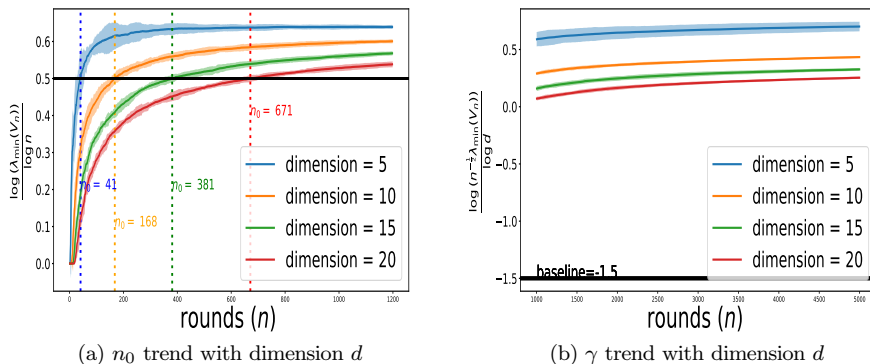 log (λmin(Vn))
log n
0.6
0.5
0.4
0.3
0.2
0.1
0.0
n0 = 41
n0 = 168
n0 = 381
n0 = 671
dimension = 5
dimension = 10
dimension = 15
dimension = 20
0
200
400
600
800
1000
1200
rounds (n)
(a) n0 trend with dimension d
log (n^{-1/2}λmin(Vn))
log d
0.5
0.0
−0.5
−1.0
−1.5
baseline=-1.5
dimension = 5
dimension = 10
dimension = 15
dimension = 20
1000
1500
2000
2500
3000
3500
4000
4500
5000
rounds (n)
(b) γ trend with dimension d